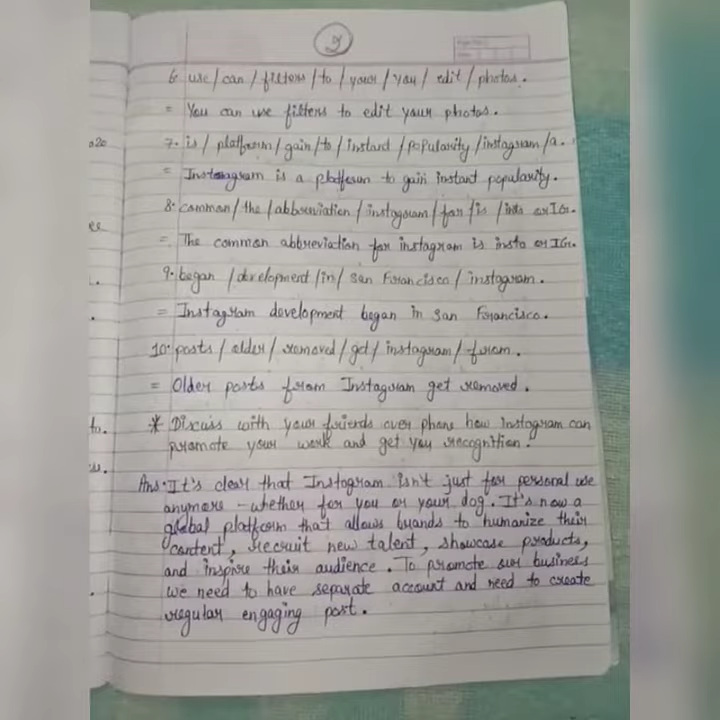 2
6. use / can / filters / to / your / you / edit / photos.
= You can use filters to edit your photos.
7. is / platform / gain / to / instant / popularity / instagram / a.
= Instagram is a platform to gain instant popularity.
8. common / the / abbreviation / instagram / for / is / insta or IG.
= The common abbreviation for instagram is insta or IG.
9. began / development / in / San Francisco / instagram.
= Instagram development began in San Francisco.
10. posts / older / removed / get / instagram / from.
= Older posts from Instagram get removed.
* Discuss with your friends over phone how Instagram can
promote your work and get you recognition.
Ans. It's clear that Instagram isn't just for personal use
anymore - whether for you or your dog. It's now a
global platform that allows brands to humanize their
content, recruit new talent, showcase products,
and inspire their audience. To promote our business
we need to have separate account and need to create
regular engaging post.